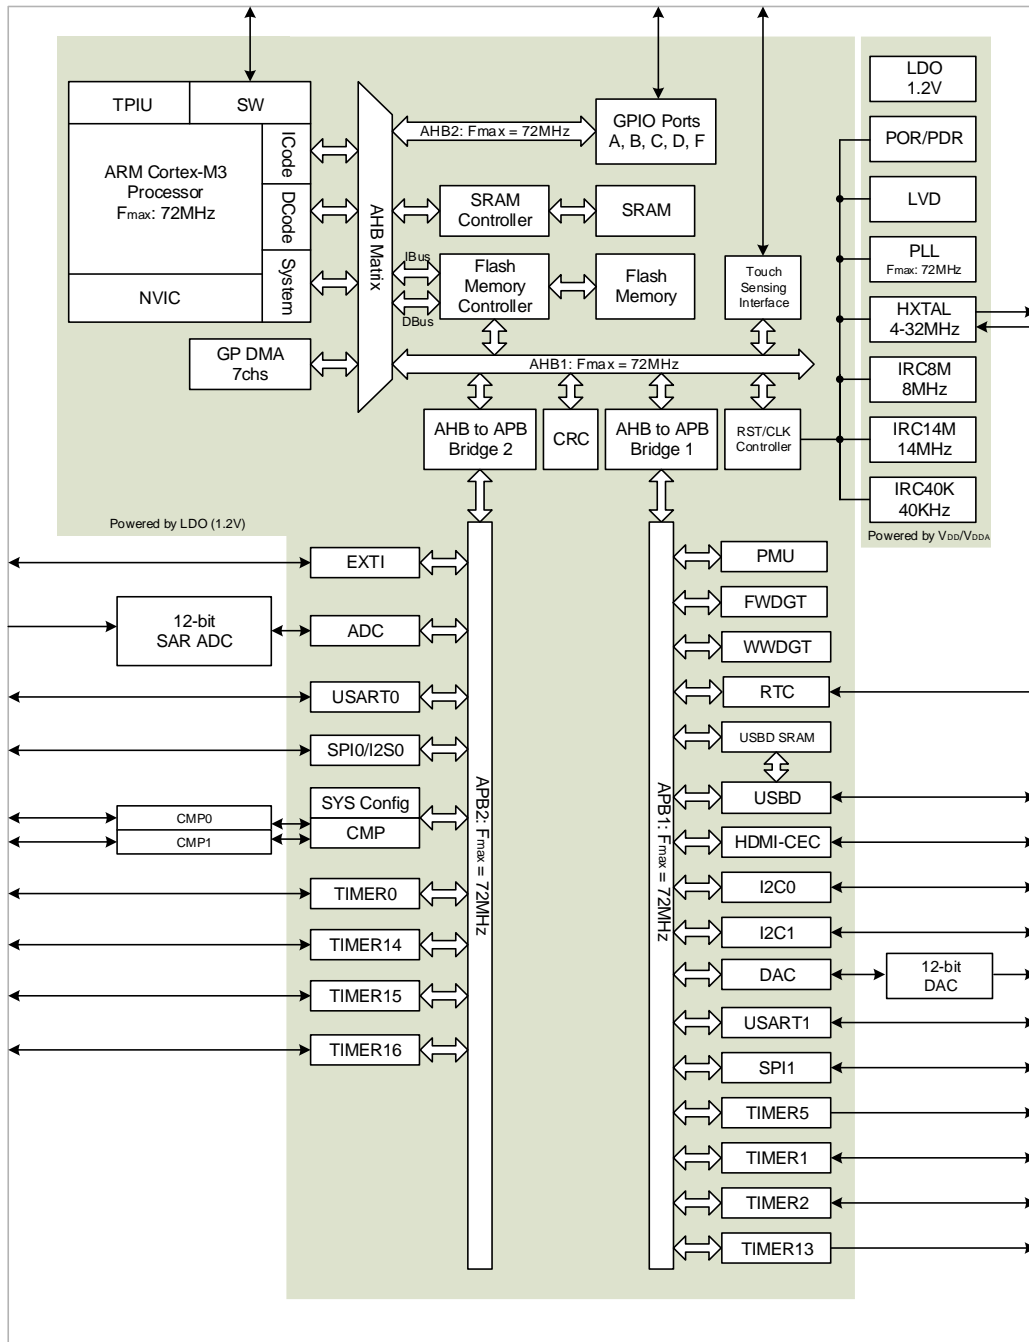 TPIU
SW
ARM Cortex-M3
Processor
Fmax: 72MHz
ICode
DCode
System
NVIC
GP DMA
7chs
AHB Matrix
AHB2: Fmax = 72MHz
GPIO Ports
A, B, C, D, F
SRAM
Controller
SRAM
IBus
DBus
Flash
Memory
Controller
Flash
Memory
Touch
Sensing
Interface
AHB1: Fmax = 72MHz
AHB to APB
Bridge 2
CRC
AHB to APB
Bridge 1
RST/CLK
Controller
LDO
1.2V
POR/PDR
LVD
PLL
Fmax: 72MHz
HXTAL
4-32MHz
IRC8M
8MHz
IRC14M
14MHz
IRC40K
40KHz
Powered by LDO (1.2V)
Powered by VDD/VDDA
EXTI
12-bit
SAR ADC
ADC
USART0
SPI0/I2S0
SYS Config
CMP
CMP0
CMP1
TIMER0
TIMER14
TIMER15
TIMER16
APB2: Fmax = 72MHz
APB1: Fmax = 72MHz
PMU
FWDGT
WWDGT
RTC
USBD SRAM
USBD
HDMI-CEC
I2C0
I2C1
DAC
12-bit
DAC
USART1
SPI1
TIMER5
TIMER1
TIMER2
TIMER13